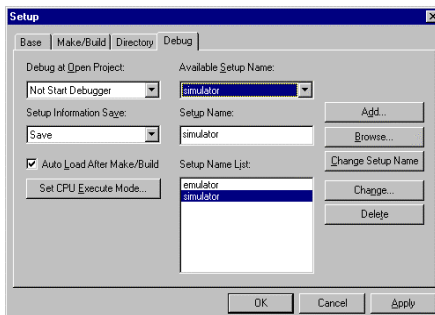 Setup
Base Make/Build Directory Debug
Debug at Open Project:
Not Start Debugger
Setup Information Save:
Save
Auto Load After Make/Build
Set CPU Execute Mode...
Available Setup Name:
simulator
Setup Name:
simulator
Setup Name List:
emulator
simulator
Add...
Browse...
Change Setup Name
Change...
Delete
OK Cancel Apply